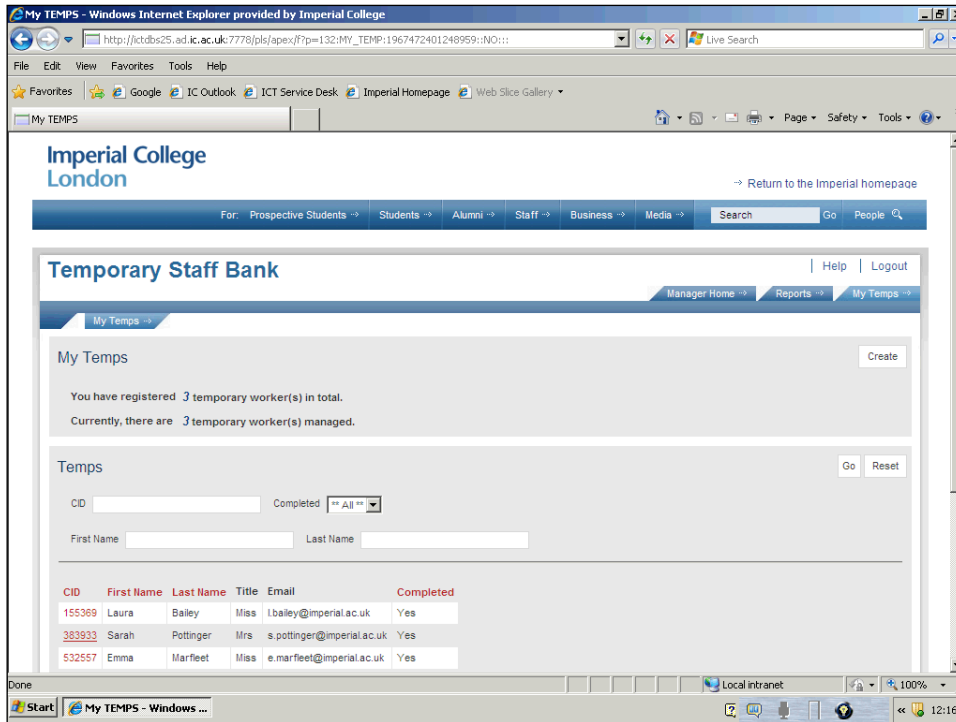 My TEMPS - Windows Internet Explorer provided by Imperial College
http://ictdbs25.ad.ic.ac.uk:7778/pls/apex/f?p=132:MY_TEMP:1967472401248959::NO:::
Live Search
File Edit View Favorites Tools Help
Favorites Google IC Outlook ICT Service Desk Imperial Homepage Web Slice Gallery
My TEMPS
Page Safety Tools
Imperial College
London
Return to the Imperial homepage
For: Prospective Students Students Alumni Staff Business Media Search Go People
Temporary Staff Bank
Help Logout
Manager Home Reports My Temps
My Temps
My Temps
Create
You have registered 3 temporary worker(s) in total.
Currently, there are 3 temporary worker(s) managed.
Temps
Go Reset
CID Completed ** All **
First Name Last Name
CID First Name Last Name Title Email Completed
155369 Laura Bailey Miss l.bailey@imperial.ac.uk Yes
383933 Sarah Pottinger Mrs s.pottinger@imperial.ac.uk Yes
532557 Emma Marfleet Miss e.marfleet@imperial.ac.uk Yes
Done
Local intranet
100%
Start
My TEMPS - Windows ...
12:16